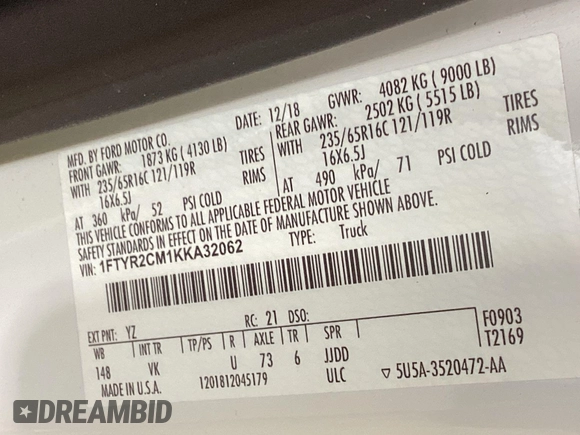 MFD. BY FORD MOTOR CO.
DATE: 12/18
GVWR: 4082 KG ( 9000 LB)
FRONT GAWR: 1873 KG ( 4130 LB)
REAR GAWR: 2502 KG ( 5515 LB)
WITH 235/65R16C 121/119R TIRES
WITH 235/65R16C 121/119R TIRES
16X6.5J RIMS
16X6.5J RIMS
AT 360 kPa/ 52 PSI COLD
AT 490 kPa/ 71 PSI COLD
THIS VEHICLE CONFORMS TO ALL APPLICABLE FEDERAL MOTOR VEHICLE
SAFETY STANDARDS IN EFFECT ON THE DATE OF MANUFACTURE SHOWN ABOVE.
VIN: 1FTYR2CM1KKA32062
TYPE: Truck
EXT PNT: YZ RC: 21 DSO:
F0903
WB INT TR TP/PS R AXLE TR SPR
T2169
148 VK U 73 6 JJDD
MADE IN U.S.A. 1201812045179 ULC
▽ 5U5A-3520472-AA
DREAMBID